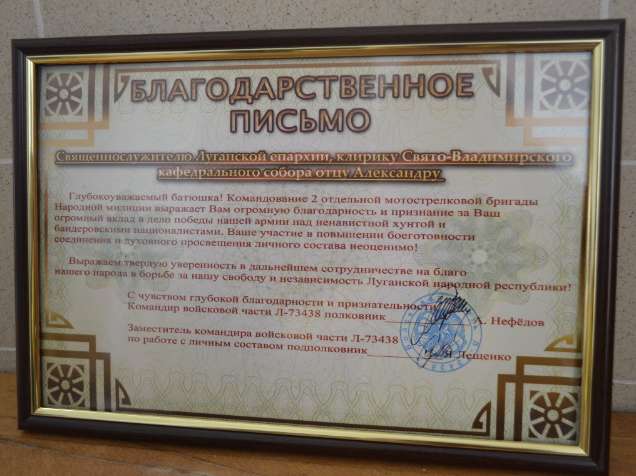 БЛАГОДАРСТВЕННОЕ
ПИСЬМО
Священнослужителю Луганской епархии, клирику Свято-Владимирского
кафедрального собора отцу Александру
Глубокоуважаемый батюшка! Командование 2 отдельной мотострелковой бригады
Народной милиции выражает Вам огромную благодарность и признание за Ваш
огромный вклад в дело победы нашей армии над ненавистной хунтой и
бандеровскими националистами. Ваше участие в повышении боеготовности
соединения и духовного просвещения личного состава неоценимо!
Выражаем твердую уверенность в дальнейшем сотрудничестве на благо
нашего народа в борьбе за нашу свободу и независимость Луганской народной республики!
С чувством глубокой благодарности и признательности
Командир войсковой части Л-73438 полковник А. Нефёдов
Заместитель командира войсковой части Л-73438
по работе с личным составом подполковник Лещенко